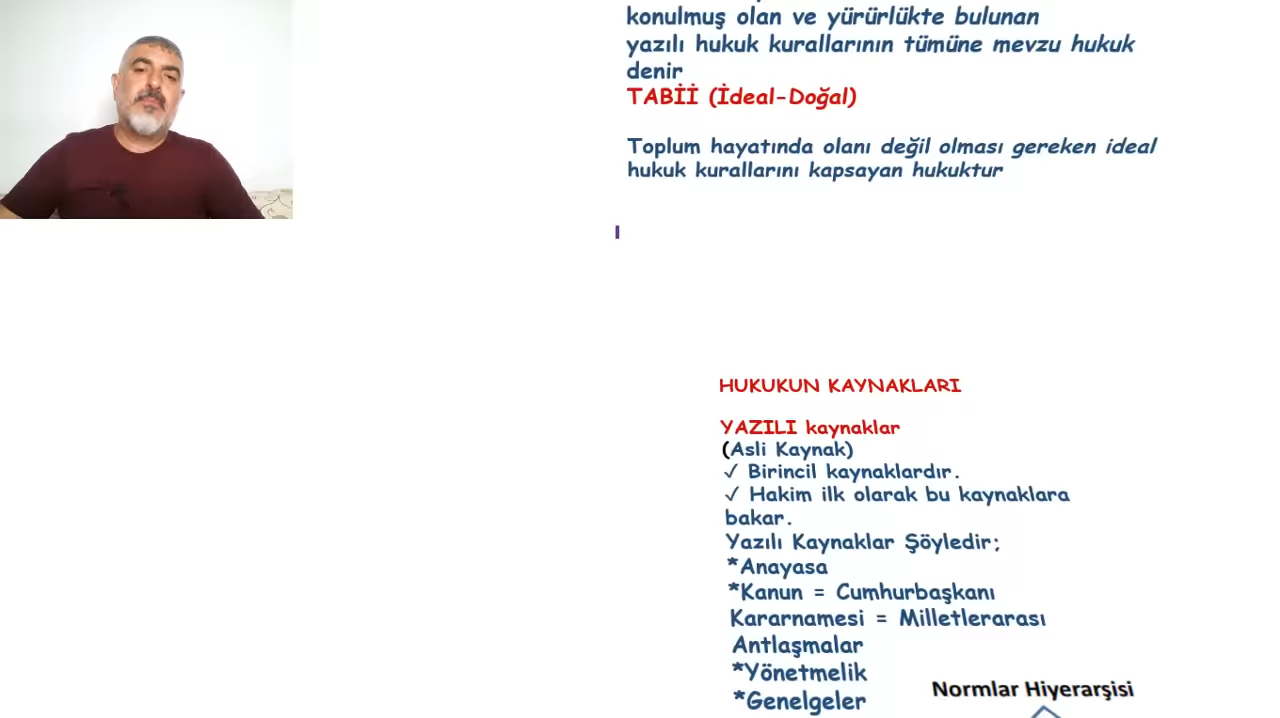 konulmuş olan ve yürürlükte bulunan
yazılı hukuk kurallarının tümüne mevzu hukuk
denir
TABİİ (İdeal-Doğal)
Toplum hayatında olanı değil olması gereken ideal
hukuk kurallarını kapsayan hukuktur
HUKUKUN KAYNAKLARI
YAZILI kaynaklar
(Asli Kaynak)
✓ Birincil kaynaklardır.
✓ Hakim ilk olarak bu kaynaklara
bakar.
Yazılı Kaynaklar Şöyledir;
*Anayasa
*Kanun = Cumhurbaşkanı
Kararnamesi = Milletlerarası
Antlaşmalar
*Yönetmelik
*Genelgeler
Normlar Hiyerarşisi